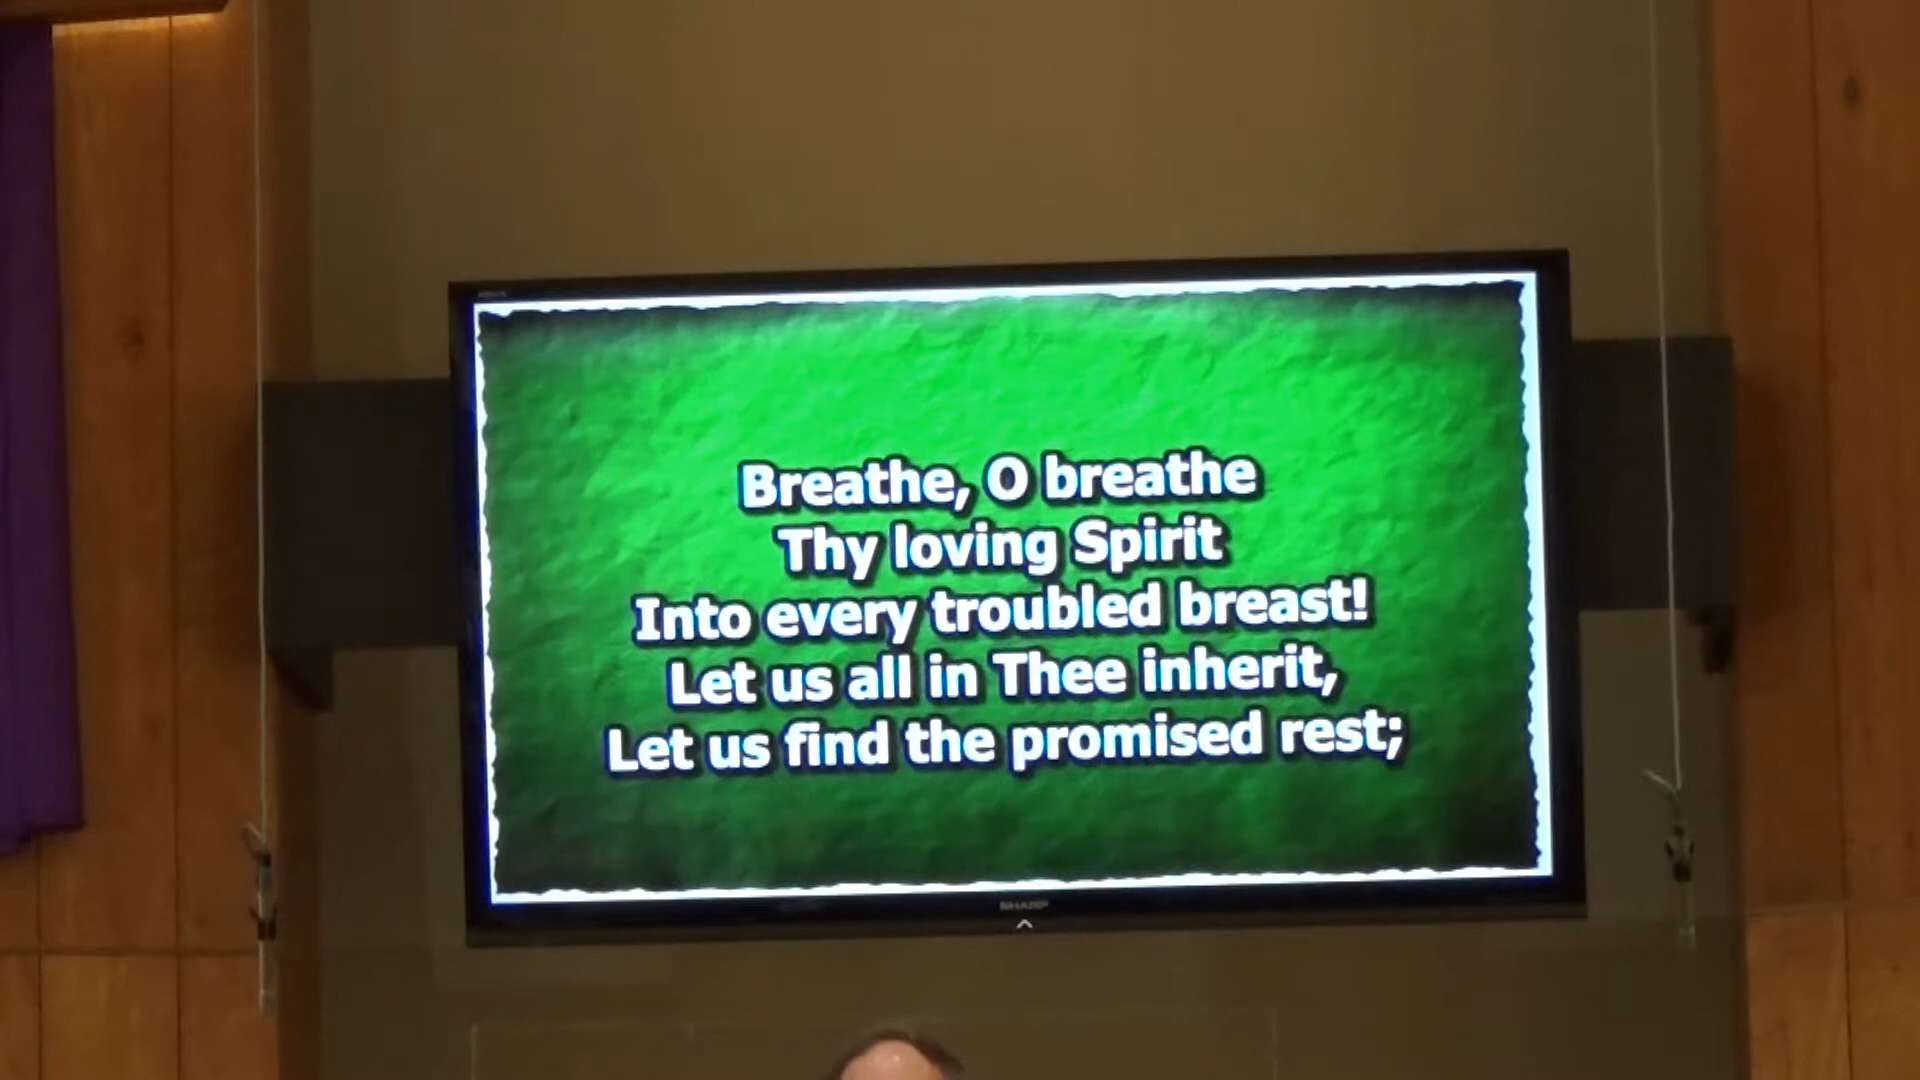 Breathe, O breathe
Thy loving Spirit
Into every troubled breast!
Let us all in Thee inherit,
Let us find the promised rest;
SHARP